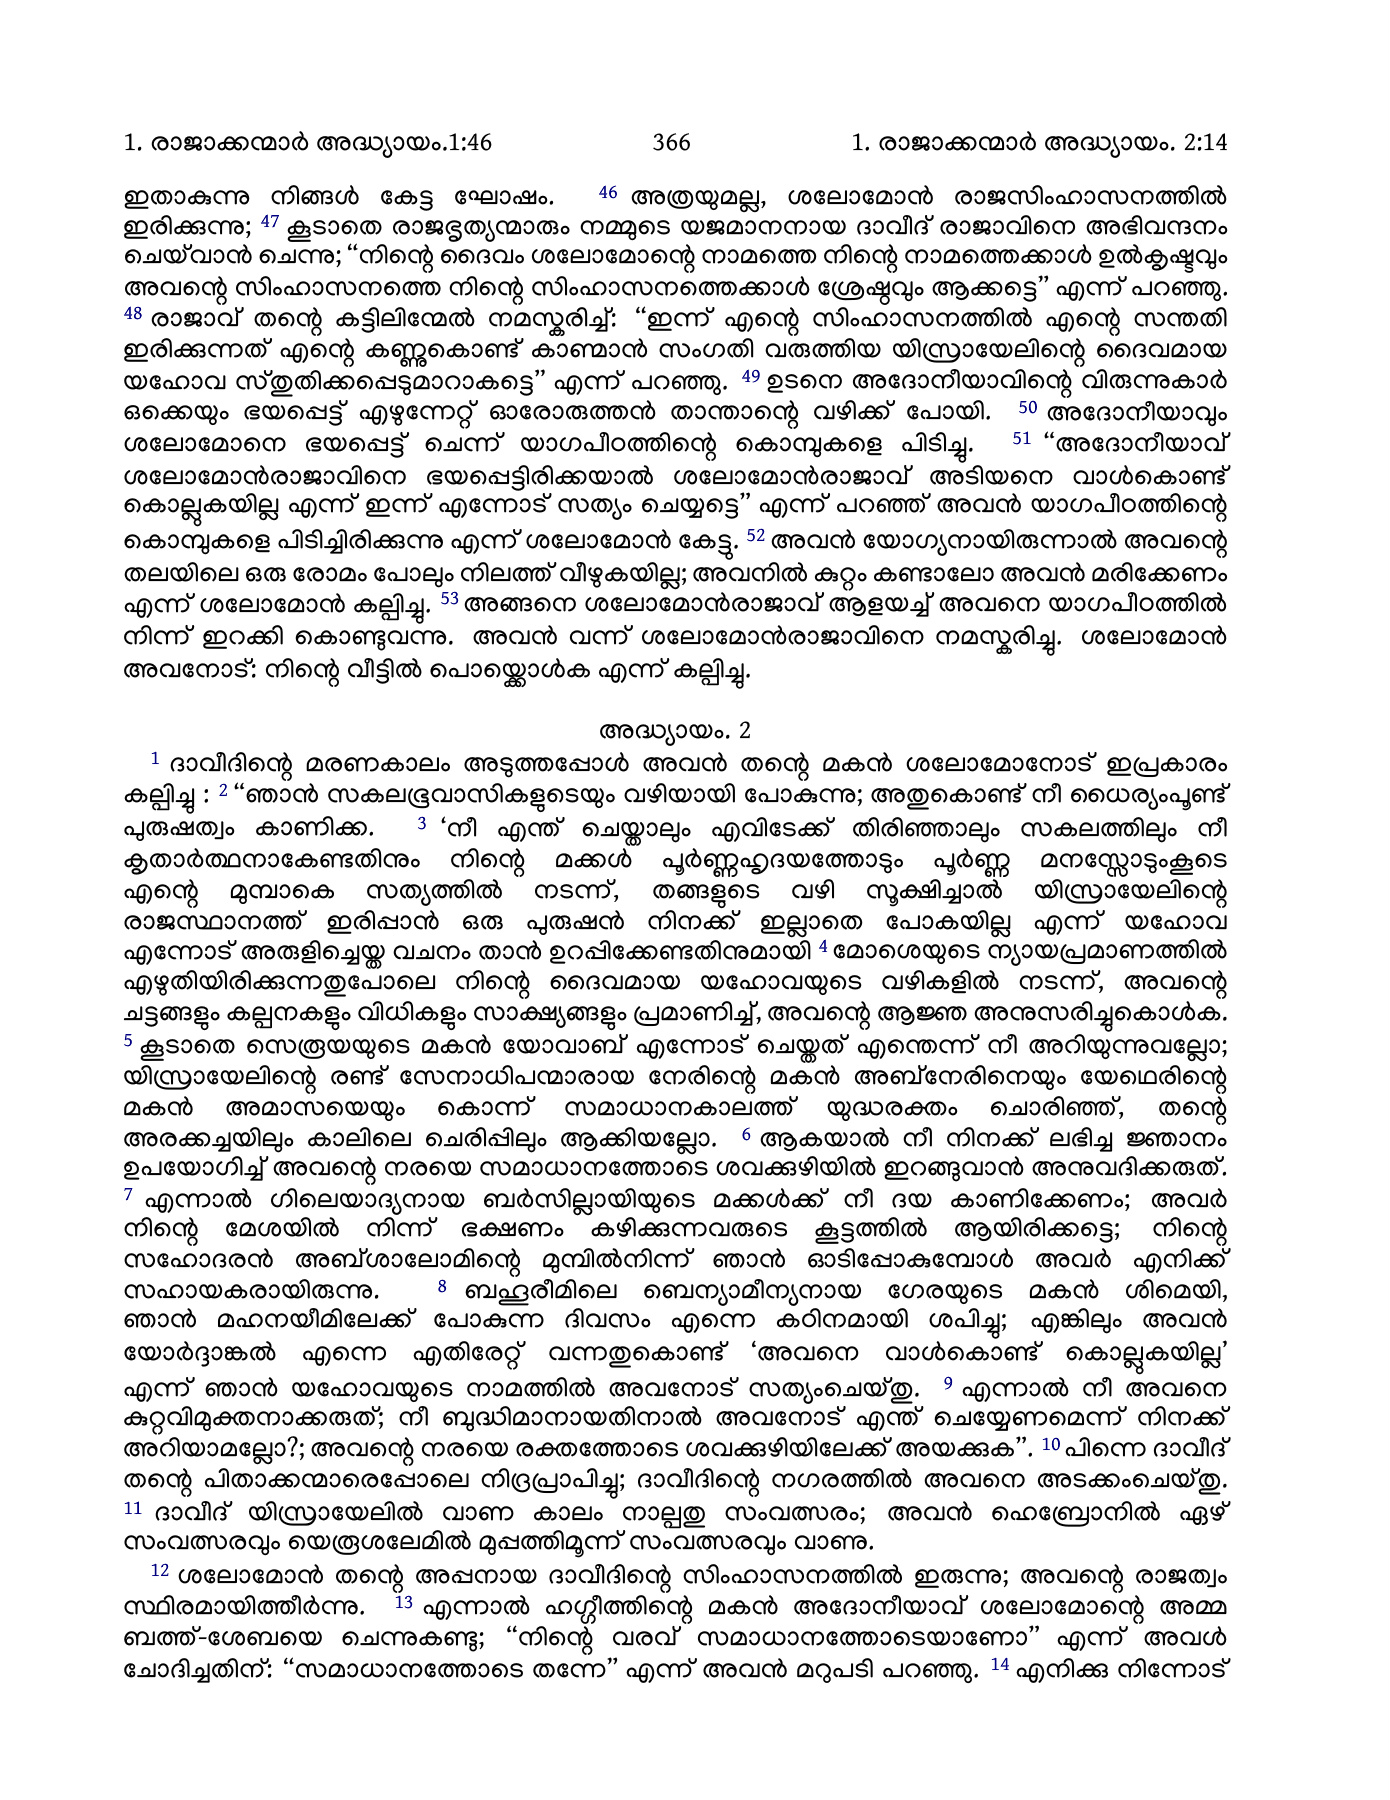 1. രാജാക്കന്മാർ അദ്ധ്യായം.1:46 366 1. രാജാക്കന്മാർ അദ്ധ്യായം. 2:14
ഇതാകുന്നു നിങ്ങൾ കേട്ട ഘോഷം. 46 അത്രയുമല്ല, ശലോമോൻ രാജസിംഹാസനത്തിൽ
ഇരിക്കുന്നു; 47 കൂടാതെ രാജഭൃത്യന്മാരും നമ്മുടെ യജമാനനായ ദാവീദ് രാജാവിനെ അഭിവന്ദനം
ചെയ്‌വാൻ ചെന്നു; “നിന്റെ ദൈവം ശലോമോന്റെ നാമത്തെ നിന്റെ നാമത്തെക്കാൾ ഉൽകൃഷ്ടവും
അവന്റെ സിംഹാസനത്തെ നിന്റെ സിംഹാസനത്തെക്കാൾ ശ്രേഷ്ഠവും ആക്കട്ടെ” എന്ന് പറഞ്ഞു.
48 രാജാവ് തന്റെ കട്ടിലിന്മേൽ നമസ്കരിച്ച്: “ഇന്ന് എന്റെ സിംഹാസനത്തിൽ എന്റെ സന്തതി
ഇരിക്കുന്നത് എന്റെ കണ്ണുകൊണ്ട് കാണ്മാൻ സംഗതി വരുത്തിയ യിസ്രായേലിന്റെ ദൈവമായ
യഹോവ സ്തുതിക്കപ്പെടുമാറാകട്ടെ” എന്ന് പറഞ്ഞു. 49 ഉടനെ അദോനീയാവിന്റെ വിരുന്നുകാർ
ഒക്കെയും ഭയപ്പെട്ട് എഴുന്നേറ്റ് ഓരോരുത്തൻ താന്താന്റെ വഴിക്ക് പോയി. 50 അദോനീയാവും
ശലോമോനെ ഭയപ്പെട്ട് ചെന്ന് യാഗപീഠത്തിന്റെ കൊമ്പുകളെ പിടിച്ചു. 51 “അദോനീയാവ്
ശലോമോൻരാജാവിനെ ഭയപ്പെട്ടിരിക്കയാൽ ശലോമോൻരാജാവ് അടിയനെ വാൾകൊണ്ട്
കൊല്ലുകയില്ല എന്ന് ഇന്ന് എന്നോട് സത്യം ചെയ്യട്ടെ” എന്ന് പറഞ്ഞ് അവൻ യാഗപീഠത്തിന്റെ
കൊമ്പുകളെ പിടിച്ചിരിക്കുന്നു എന്ന് ശലോമോൻ കേട്ടു. 52 അവൻ യോഗ്യനായിരുന്നാൽ അവന്റെ
തലയിലെ ഒരു രോമം പോലും നിലത്ത് വീഴുകയില്ല; അവനിൽ കുറ്റം കണ്ടാലോ അവൻ മരിക്കേണം
എന്ന് ശലോമോൻ കല്പിച്ചു. 53 അങ്ങനെ ശലോമോൻരാജാവ് ആളയച്ച് അവനെ യാഗപീഠത്തിൽ
നിന്ന് ഇറക്കി കൊണ്ടുവന്നു. അവൻ വന്ന് ശലോമോൻരാജാവിനെ നമസ്കരിച്ചു. ശലോമോൻ
അവനോട്: നിന്റെ വീട്ടിൽ പൊയ്ക്കൊൾക എന്ന് കല്പിച്ചു.
അദ്ധ്യായം. 2
1 ദാവീദിന്റെ മരണകാലം അടുത്തപ്പോൾ അവൻ തന്റെ മകൻ ശലോമോനോട് ഇപ്രകാരം
കല്പിച്ചു : 2 “ഞാൻ സകലഭൂവാസികളുടെയും വഴിയായി പോകുന്നു; അതുകൊണ്ട് നീ ധൈര്യംപൂണ്ട്
പുരുഷത്വം കാണിക്ക. 3 ‘നീ എന്ത് ചെയ്താലും എവിടേക്ക് തിരിഞ്ഞാലും സകലത്തിലും നീ
കൃതാർത്ഥനാകേണ്ടതിനും നിന്റെ മക്കൾ പൂർണ്ണഹൃദയത്തോടും പൂർണ്ണ മനസ്സോടുംകൂടെ
എന്റെ മുമ്പാകെ സത്യത്തിൽ നടന്ന്, തങ്ങളുടെ വഴി സൂക്ഷിച്ചാൽ യിസ്രായേലിന്റെ
രാജസ്ഥാനത്ത് ഇരിപ്പാൻ ഒരു പുരുഷൻ നിനക്ക് ഇല്ലാതെ പോകയില്ല എന്ന് യഹോവ
എന്നോട് അരുളിച്ചെയ്ത വചനം താൻ ഉറപ്പിക്കേണ്ടതിനുമായി 4 മോശെയുടെ ന്യായപ്രമാണത്തിൽ
എഴുതിയിരിക്കുന്നതുപോലെ നിന്റെ ദൈവമായ യഹോവയുടെ വഴികളിൽ നടന്ന്, അവന്റെ
ചട്ടങ്ങളും കല്പനകളും വിധികളും സാക്ഷ്യങ്ങളും പ്രമാണിച്ച്, അവന്റെ ആജ്ഞ അനുസരിച്ചുകൊൾക.
5 കൂടാതെ സെരൂയയുടെ മകൻ യോവാബ് എന്നോട് ചെയ്തത് എന്തെന്ന് നീ അറിയുന്നുവല്ലോ;
യിസ്രായേലിന്റെ രണ്ട് സേനാധിപന്മാരായ നേരിന്റെ മകൻ അബ്നേരിനെയും യേഥെരിന്റെ
മകൻ അമാസയെയും കൊന്ന് സമാധാനകാലത്ത് യുദ്ധരക്തം ചൊരിഞ്ഞ്, തന്റെ
അരക്കച്ചയിലും കാലിലെ ചെരിപ്പിലും ആക്കിയല്ലോ. 6 ആകയാൽ നീ നിനക്ക് ലഭിച്ച ജ്ഞാനം
ഉപയോഗിച്ച് അവന്റെ നരയെ സമാധാനത്തോടെ ശവക്കുഴിയിൽ ഇറങ്ങുവാൻ അനുവദിക്കരുത്.
7 എന്നാൽ ഗിലെയാദ്യനായ ബർസില്ലായിയുടെ മക്കൾക്ക് നീ ദയ കാണിക്കേണം; അവർ
നിന്റെ മേശയിൽ നിന്ന് ഭക്ഷണം കഴിക്കുന്നവരുടെ കൂട്ടത്തിൽ ആയിരിക്കട്ടെ; നിന്റെ
സഹോദരൻ അബ്ശാലോമിന്റെ മുമ്പിൽനിന്ന് ഞാൻ ഓടിപ്പോകുമ്പോൾ അവർ എനിക്ക്
സഹായകരായിരുന്നു. 8 ബഹൂരീമിലെ ബെന്യാമീന്യനായ ഗേരയുടെ മകൻ ശിമെയി,
ഞാൻ മഹനയീമിലേക്ക് പോകുന്ന ദിവസം എന്നെ കഠിനമായി ശപിച്ചു; എങ്കിലും അവൻ
യോർദ്ദാങ്കൽ എന്നെ എതിരേറ്റ് വന്നതുകൊണ്ട് ‘അവനെ വാൾകൊണ്ട് കൊല്ലുകയില്ല’
എന്ന് ഞാൻ യഹോവയുടെ നാമത്തിൽ അവനോട് സത്യംചെയ്തു. 9 എന്നാൽ നീ അവനെ
കുറ്റവിമുക്തനാക്കരുത്; നീ ബുദ്ധിമാനായതിനാൽ അവനോട് എന്ത് ചെയ്യേണമെന്ന് നിനക്ക്
അറിയാമല്ലോ?; അവന്റെ നരയെ രക്തത്തോടെ ശവക്കുഴിയിലേക്ക് അയക്കുക”. 10 പിന്നെ ദാവീദ്
തന്റെ പിതാക്കന്മാരെപ്പോലെ നിദ്രപ്രാപിച്ചു; ദാവീദിന്റെ നഗരത്തിൽ അവനെ അടക്കംചെയ്തു.
11 ദാവീദ് യിസ്രായേലിൽ വാണ കാലം നാല്പതു സംവത്സരം; അവൻ ഹെബ്രോനിൽ ഏഴ്
സംവത്സരവും യെരൂശലേമിൽ മുപ്പത്തിമൂന്ന് സംവത്സരവും വാണു.
12 ശലോമോൻ തന്റെ അപ്പനായ ദാവീദിന്റെ സിംഹാസനത്തിൽ ഇരുന്നു; അവന്റെ രാജത്വം
സ്ഥിരമായിത്തീർന്നു. 13 എന്നാൽ ഹഗ്ഗീത്തിന്റെ മകൻ അദോനീയാവ് ശലോമോന്റെ അമ്മ
ബത്ത്-ശേബയെ ചെന്നുകണ്ടു; “നിന്റെ വരവ് സമാധാനത്തോടെയാണോ” എന്ന് അവൾ
ചോദിച്ചതിന്: “സമാധാനത്തോടെ തന്നേ” എന്ന് അവൻ മറുപടി പറഞ്ഞു. 14 എനിക്കു നിന്നോട്